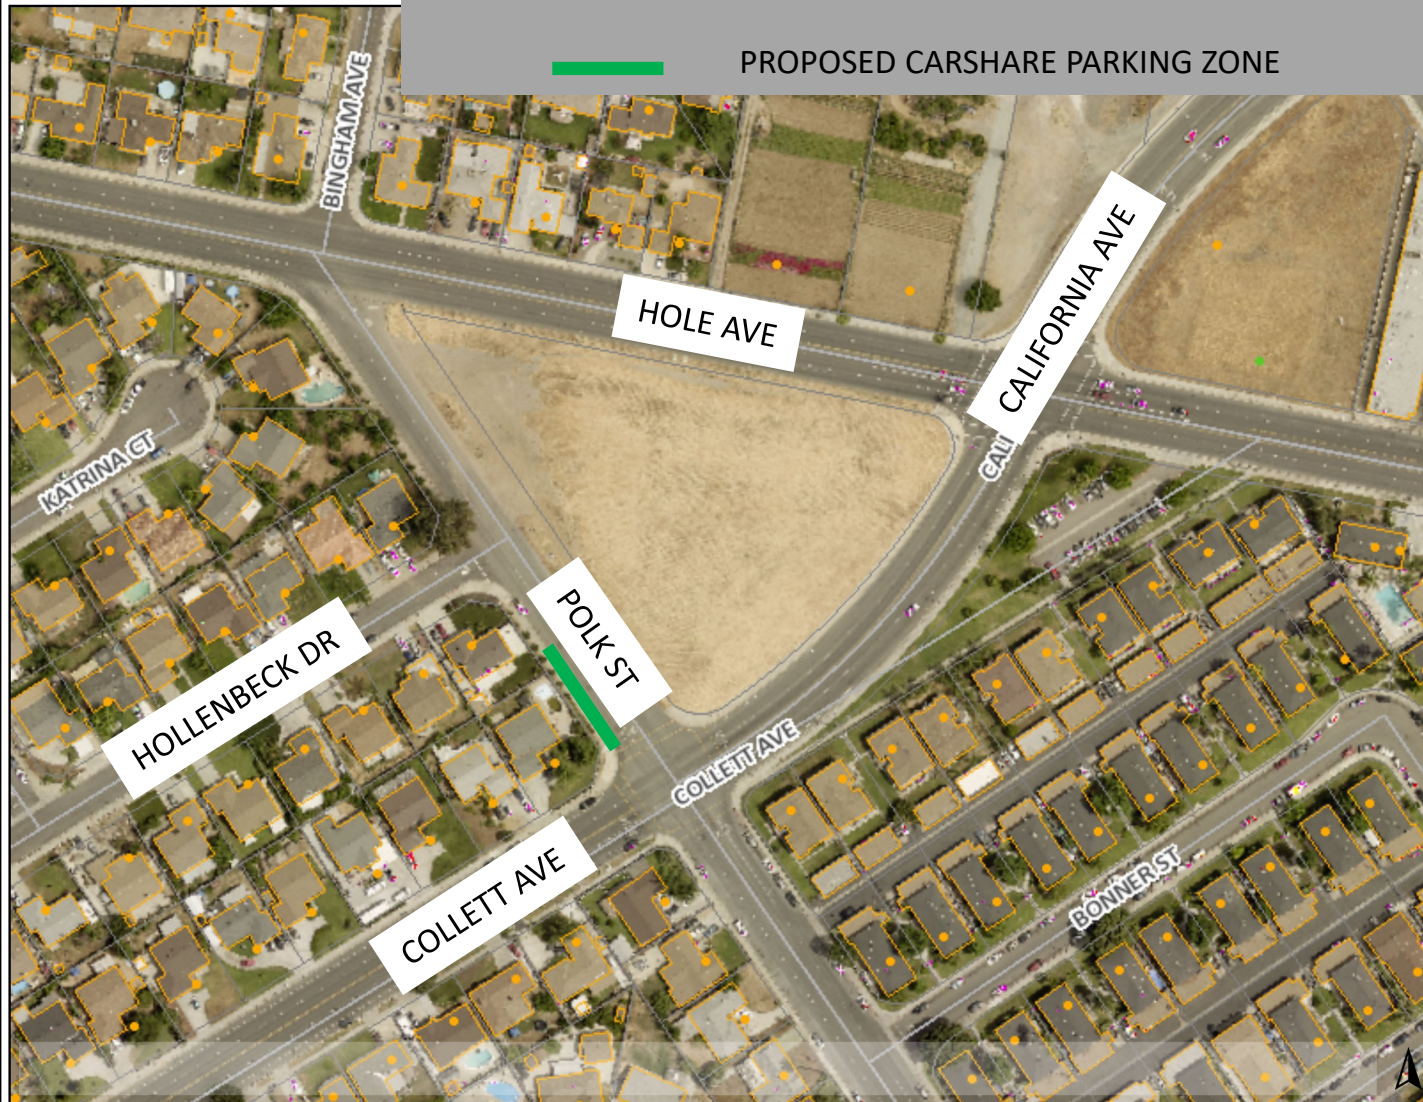 PROPOSED CARSHARE PARKING ZONE
BINGHAM AVE
HOLE AVE
CALIFORNIA AVE
CALI
KATRINA CT
POLK ST
HOLLENBECK DR
COLLETT AVE
COLLETT AVE
BONNER ST